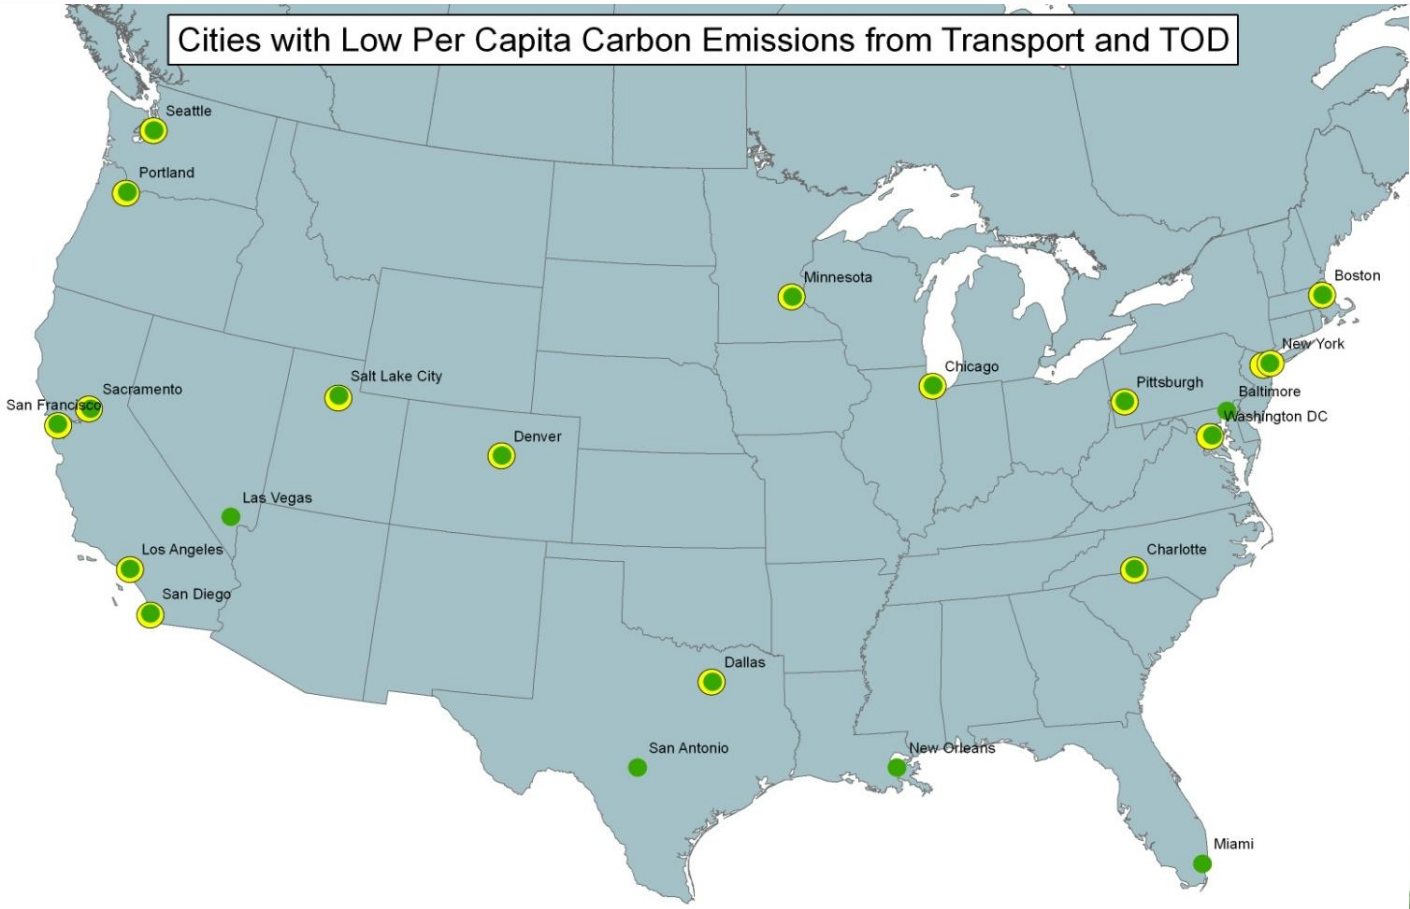 Cities with Low Per Capita Carbon Emissions from Transport and TOD
Seattle
Portland
Minnesota
Boston
New York
Chicago
Salt Lake City
Pittsburgh
Sacramento
Baltimore
San Francisco
Washington DC
Denver
Las Vegas
Los Angeles
Charlotte
San Diego
Dallas
San Antonio
New Orleans
Miami